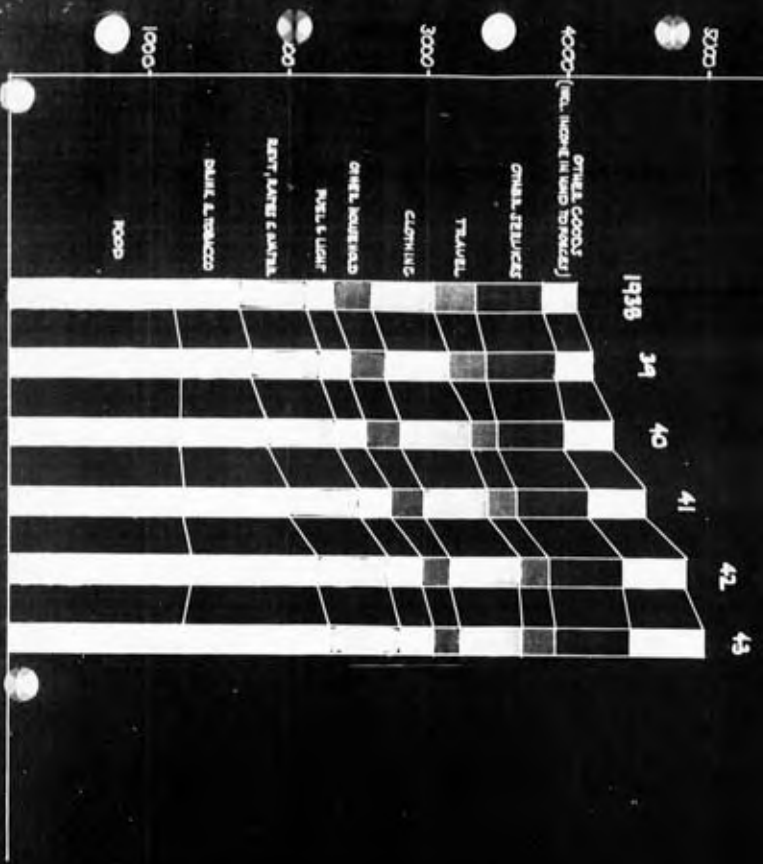 1000
00
3000
4000
5000
FOOD
DRINK & TOBACCO
RENT, RATES & WATER
FUEL & LIGHT
OTHER HOUSEHOLD
CLOTHING
TRAVEL
OTHER SERVICES
OTHER GOODS
(INCL. INCOME IN KIND TO FORCES)
1938
39
40
41
42
43